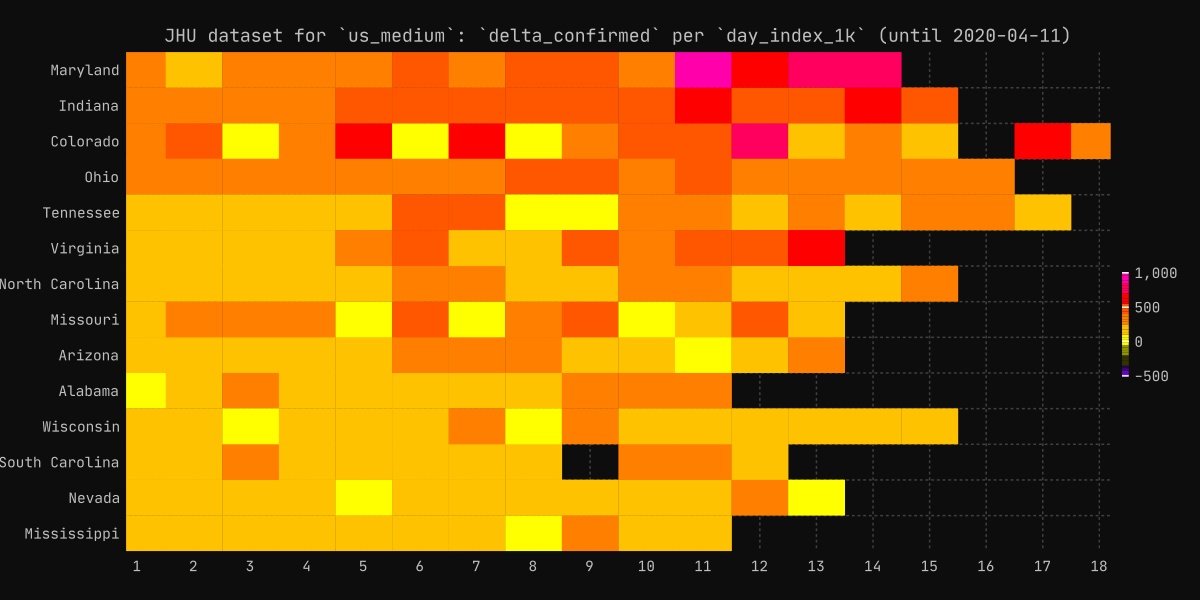 JHU dataset for `us_medium`: `delta_confirmed` per `day_index_1k` (until 2020-04-11)
Maryland
Indiana
Colorado
Ohio
Tennessee
Virginia
North Carolina
Missouri
Arizona
Alabama
Wisconsin
South Carolina
Nevada
Mississippi
1 2 3 4 5 6 7 8 9 10 11 12 13 14 15 16 17 18
1,000
500
0
-500